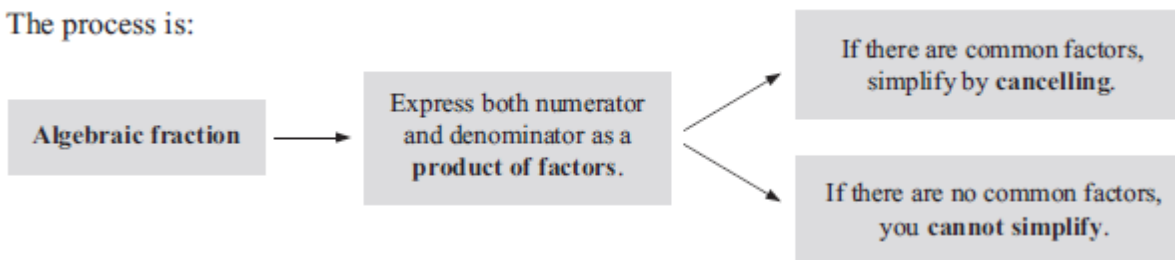 The process is:
Algebraic fraction
Express both numerator
and denominator as a
product of factors.
If there are common factors,
simplify by cancelling.
If there are no common factors,
you cannot simplify.